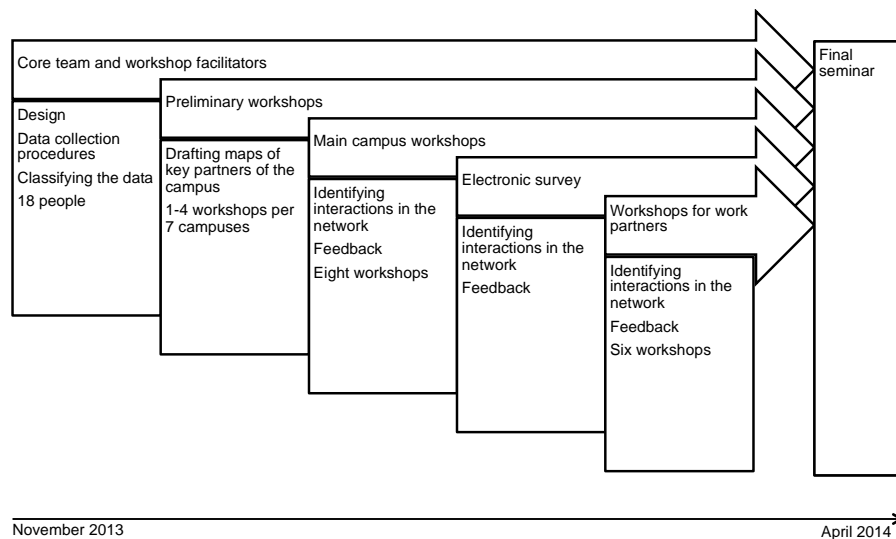 Core team and workshop facilitators
Design
Data collection
procedures
Classifying the data
18 people
Preliminary workshops
Drafting maps of
key partners of the
campus
1-4 workshops per
7 campuses
Main campus workshops
Identifying
interactions in the
network
Feedback
Eight workshops
Electronic survey
Identifying
interactions in the
network
Feedback
Workshops for work
partners
Identifying
interactions in the
network
Feedback
Six workshops
Final
seminar
November 2013
April 2014